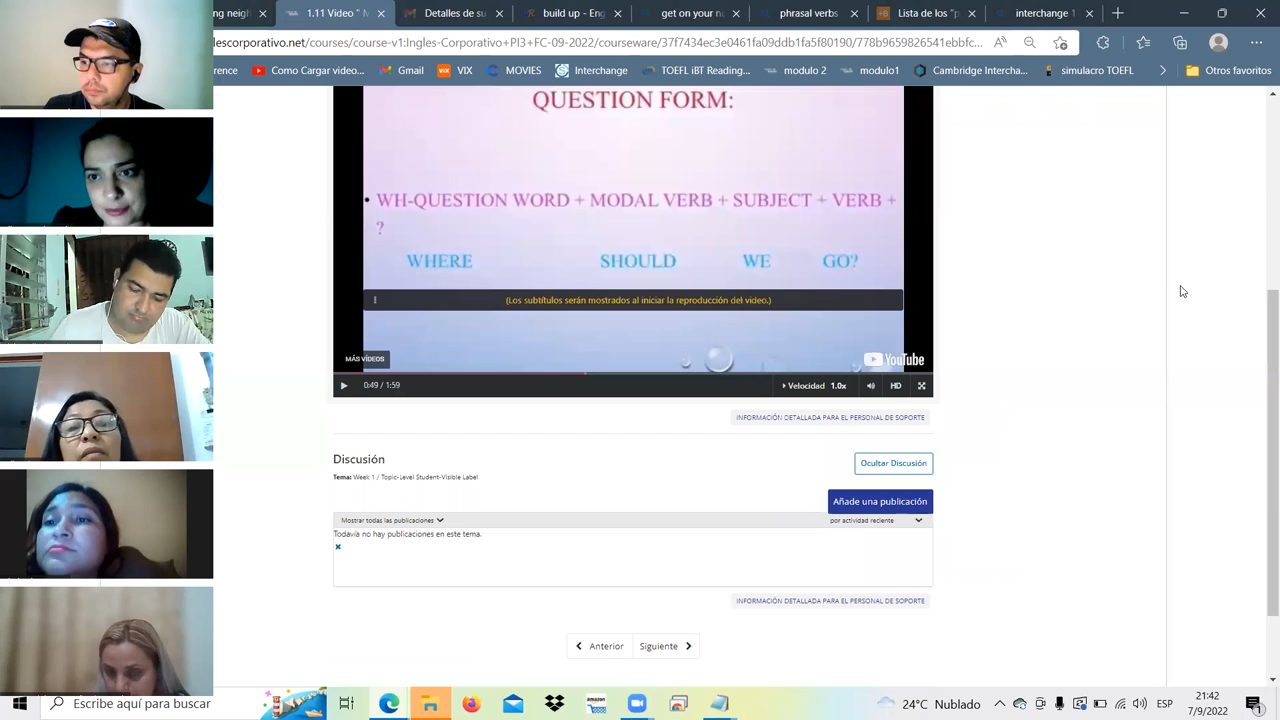 ng neigh
1.11 " M
Detalles de su
build up - Eng
get on your n
phrasal verbs
Los 10 mejore
interchange 1
escorporativo.net/courses/course-v1:Ingles-Corporativo+PI3+FC-09-2022/courseware/37f7434ec3e0461fa09ddb1fa5f80190/778b9659826541ebbfc...
rence
Como Cargar video...
Gmail
VIX
MOVIES
Interchange
TOEFL iBT Reading...
modulo 2
modulo1
Cambridge Intercha...
simulacro TOEFL
Otros favoritos
QUESTION FORM:
• WH-QUESTION WORD + MODAL VERB + SUBJECT + VERB +
?
WHERE SHOULD WE GO?
(Los subtítulos serán mostrados al iniciar la reproducción del video.)
MÁS VÍDEOS
YouTube
0:49 / 1:59
Velocidad 1.0x
HD
INFORMACIÓN DETALLADA PARA EL PERSONAL DE SOPORTE
Discusión
Ocultar Discusión
Tema: Week 1 / Topic-Level Student-Visible Label
Añade una publicación
Mostrar todas las publicaciones
por actividad reciente
Todavía no hay publicaciones en este tema.
INFORMACIÓN DETALLADA PARA EL PERSONAL DE SOPORTE
Anterior
Siguiente
Escribe aquí para buscar
amazon
24°C Nublado
ESP
21:42
7/9/2022
1